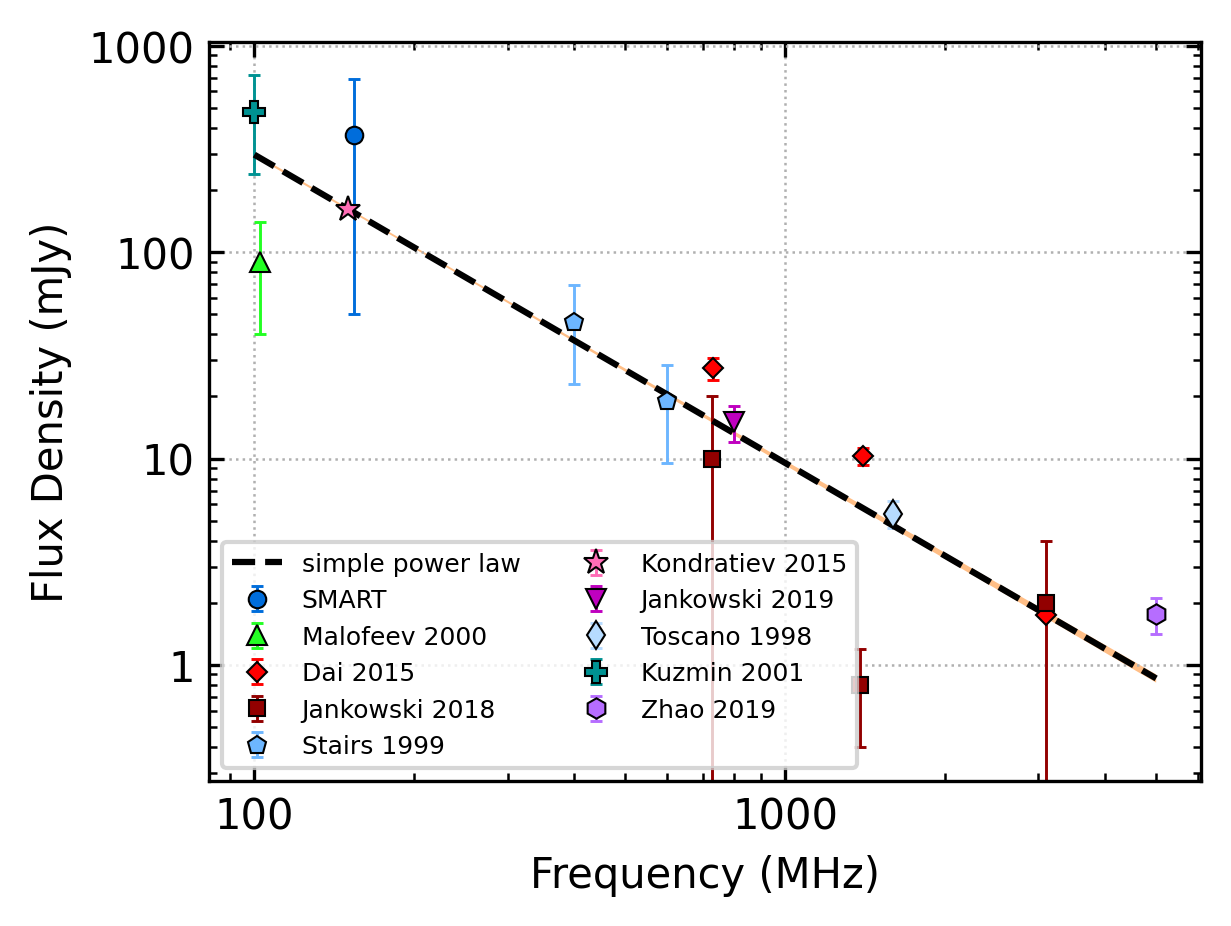 1000
100
10
1
Flux Density (mJy)
simple power law
SMART
Malofeev 2000
Dai 2015
Jankowski 2018
Stairs 1999
Kondratiev 2015
Jankowski 2019
Toscano 1998
Kuzmin 2001
Zhao 2019
100
1000
Frequency (MHz)